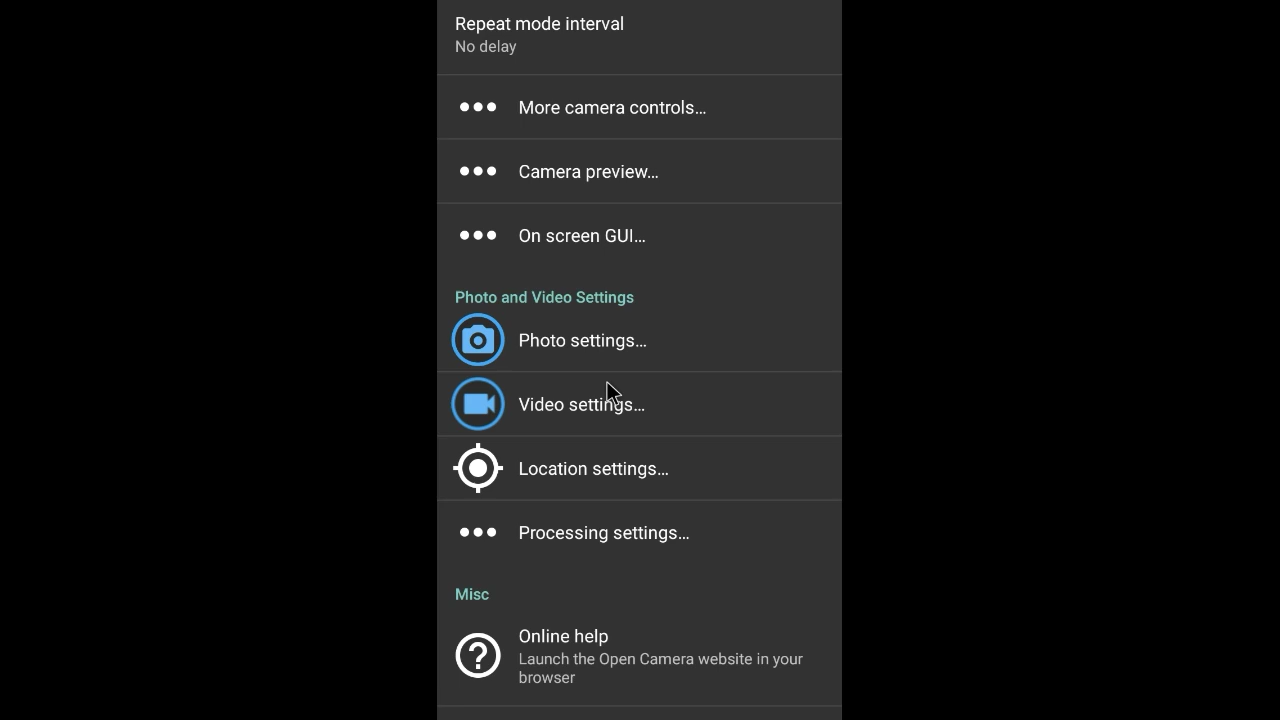 Repeat mode interval
No delay
More camera controls…
Camera preview…
On screen GUI…
Photo and Video Settings
Photo settings…
Video settings…
Location settings…
Processing settings…
Misc
Online help
Launch the Open Camera website in your
browser